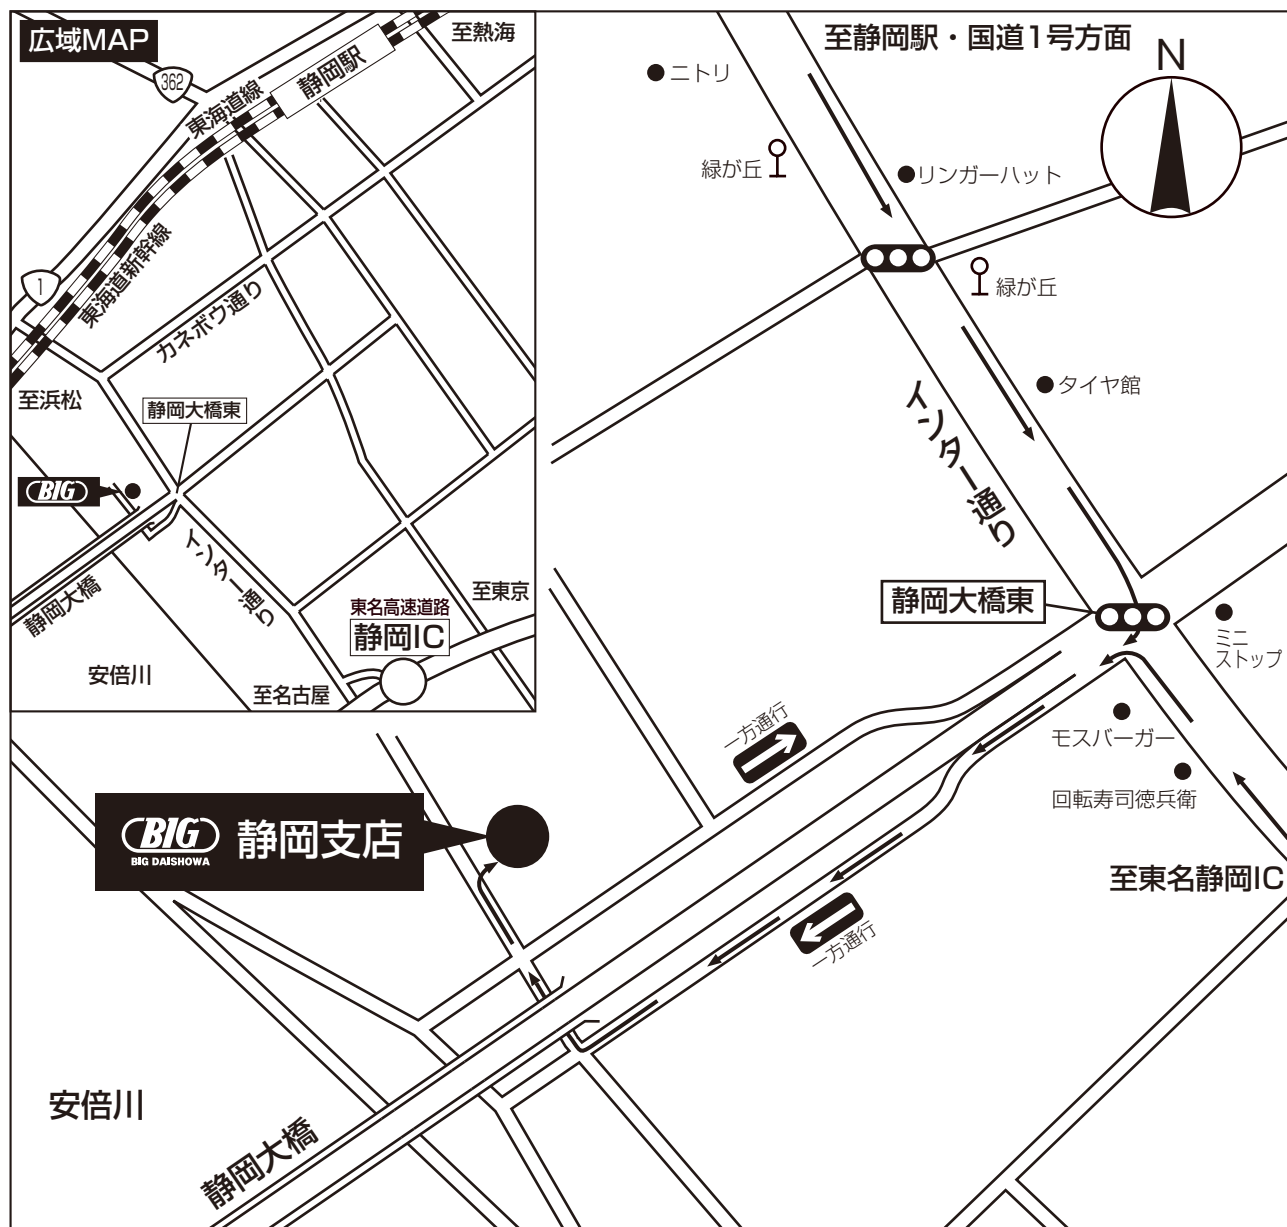 広域MAP
至熱海
362
静岡駅
東海道線
東海道新幹線
1
カネボウ通り
至浜松
静岡大橋東
BIG
インター通り
静岡大橋
至東京
東名高速道路
静岡IC
安倍川
至名古屋
至静岡駅・国道1号方面
N
ニトリ
緑が丘
リンガーハット
緑が丘
タイヤ館
インター通り
静岡大橋東
ミニ
ストップ
一方通行
モスバーガー
回転寿司徳兵衛
BIG
BIG DAISHOWA
静岡支店
至東名静岡IC
一方通行
安倍川
静岡大橋